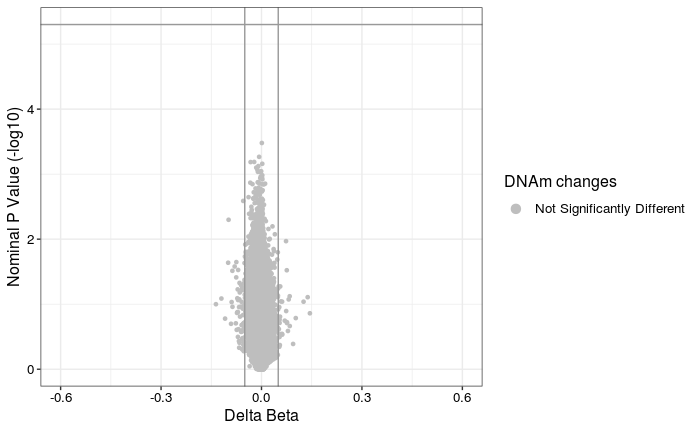 Nominal P Value (-log10)
4
2
0
-0.6 -0.3 0.0 0.3 0.6
Delta Beta
DNAm changes
Not Significantly Different